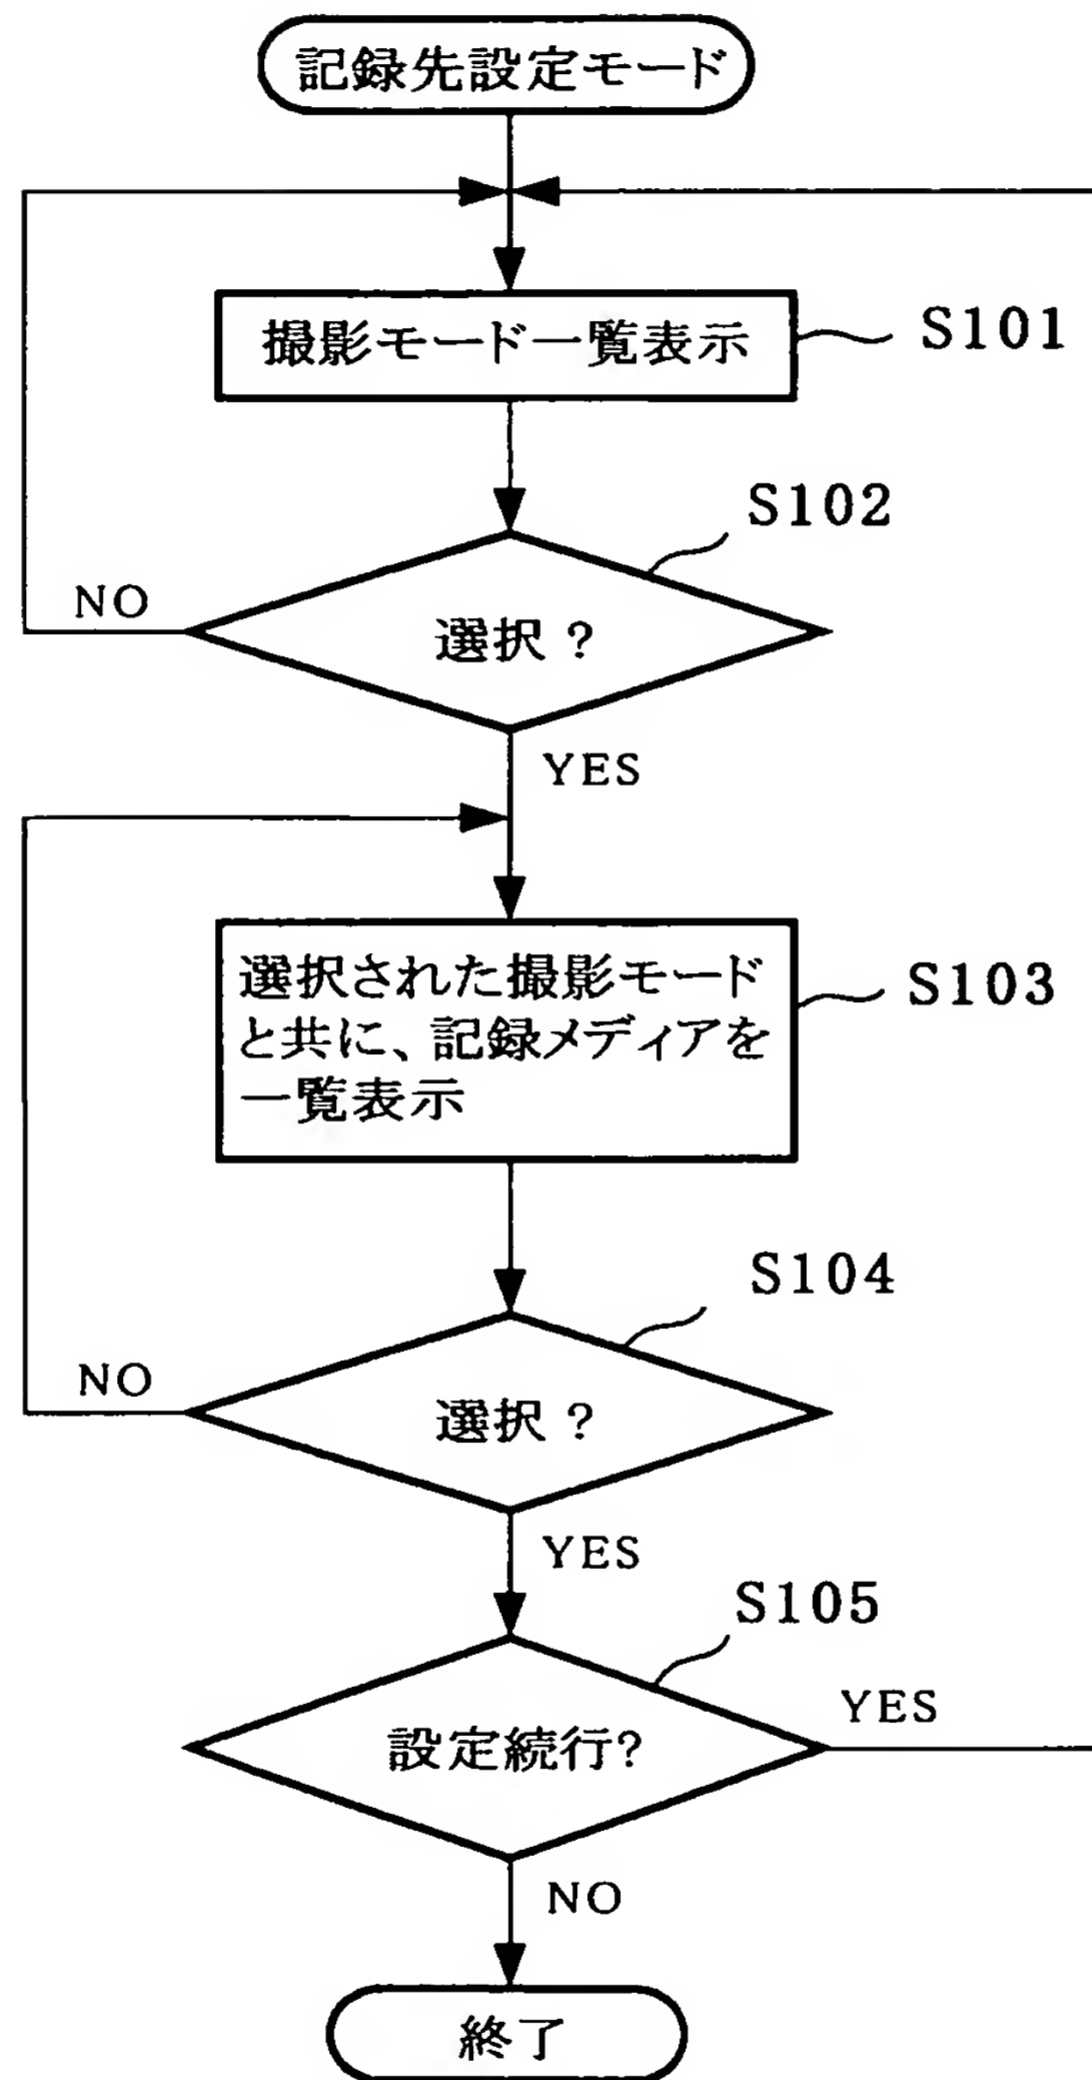 記録先設定モード
撮影モード一覧表示
S101
S102
NO
選択？
YES
選択された撮影モード
と共に、記録メディアを
一覧表示
S103
S104
NO
選択？
YES
S105
設定続行?
YES
NO
終了